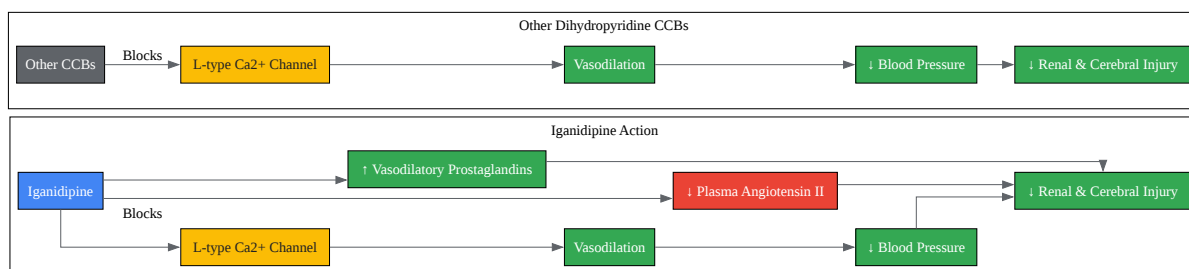 Other Dihydropyridine CCBs
Other CCBs
Blocks
L-type Ca2+ Channel
Vasodilation
↓ Blood Pressure
↓ Renal & Cerebral Injury
Iganidipine Action
↑ Vasodilatory Prostaglandins
Iganidipine
↓ Plasma Angiotensin II
↓ Renal & Cerebral Injury
Blocks
L-type Ca2+ Channel
Vasodilation
↓ Blood Pressure